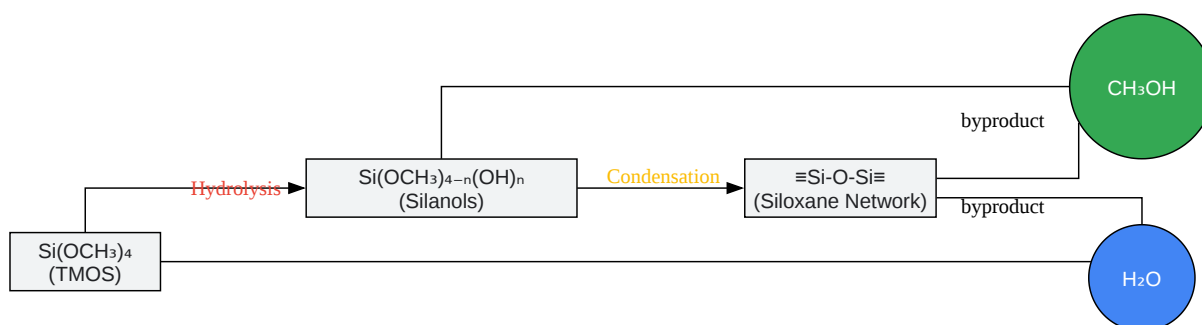 CH₃OH
byproduct
Hydrolysis
Si(OCH₃)₄₋ₙ(OH)ₙ
(Silanols)
Condensation
≡Si-O-Si≡
(Siloxane Network)
byproduct
Si(OCH₃)₄
(TMOS)
H₂O